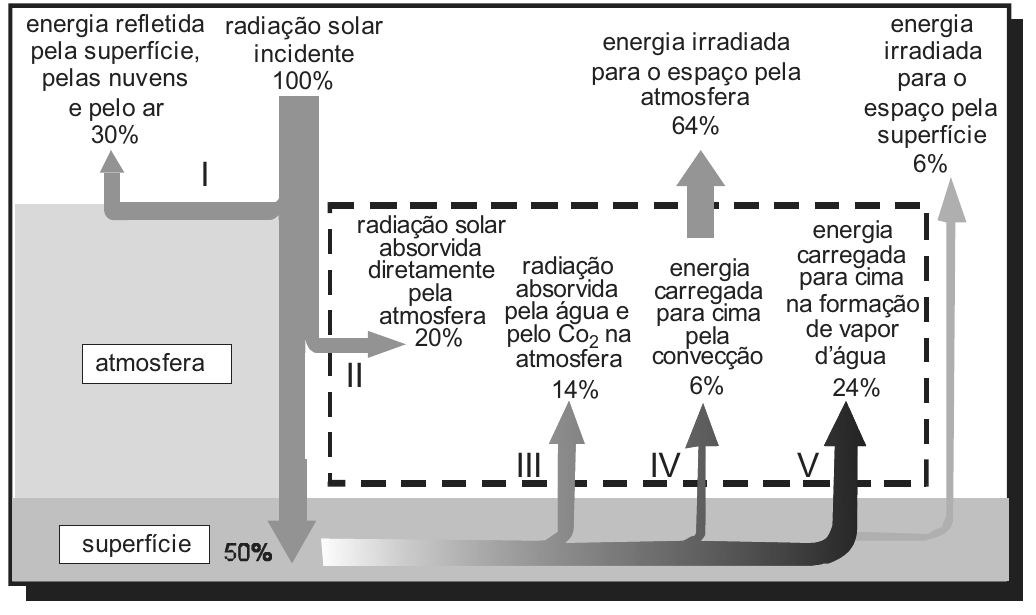 energia refletida
pela superfície,
pelas nuvens
e pelo ar
30%
radiação solar
incidente
100%
energia irradiada
para o espaço pela
atmosfera
64%
energia
irradiada
para o
espaço pela
superfície
6%
I
radiação solar
absorvida
diretamente
pela
atmosfera
20%
II
radiação
absorvida
pela água e
pelo Co₂ na
atmosfera
14%
III
energia
carregada
para cima
pela
convecção
6%
IV
energia
carregada
para cima
na formação
de vapor
d’água
24%
V
atmosfera
superfície
50%